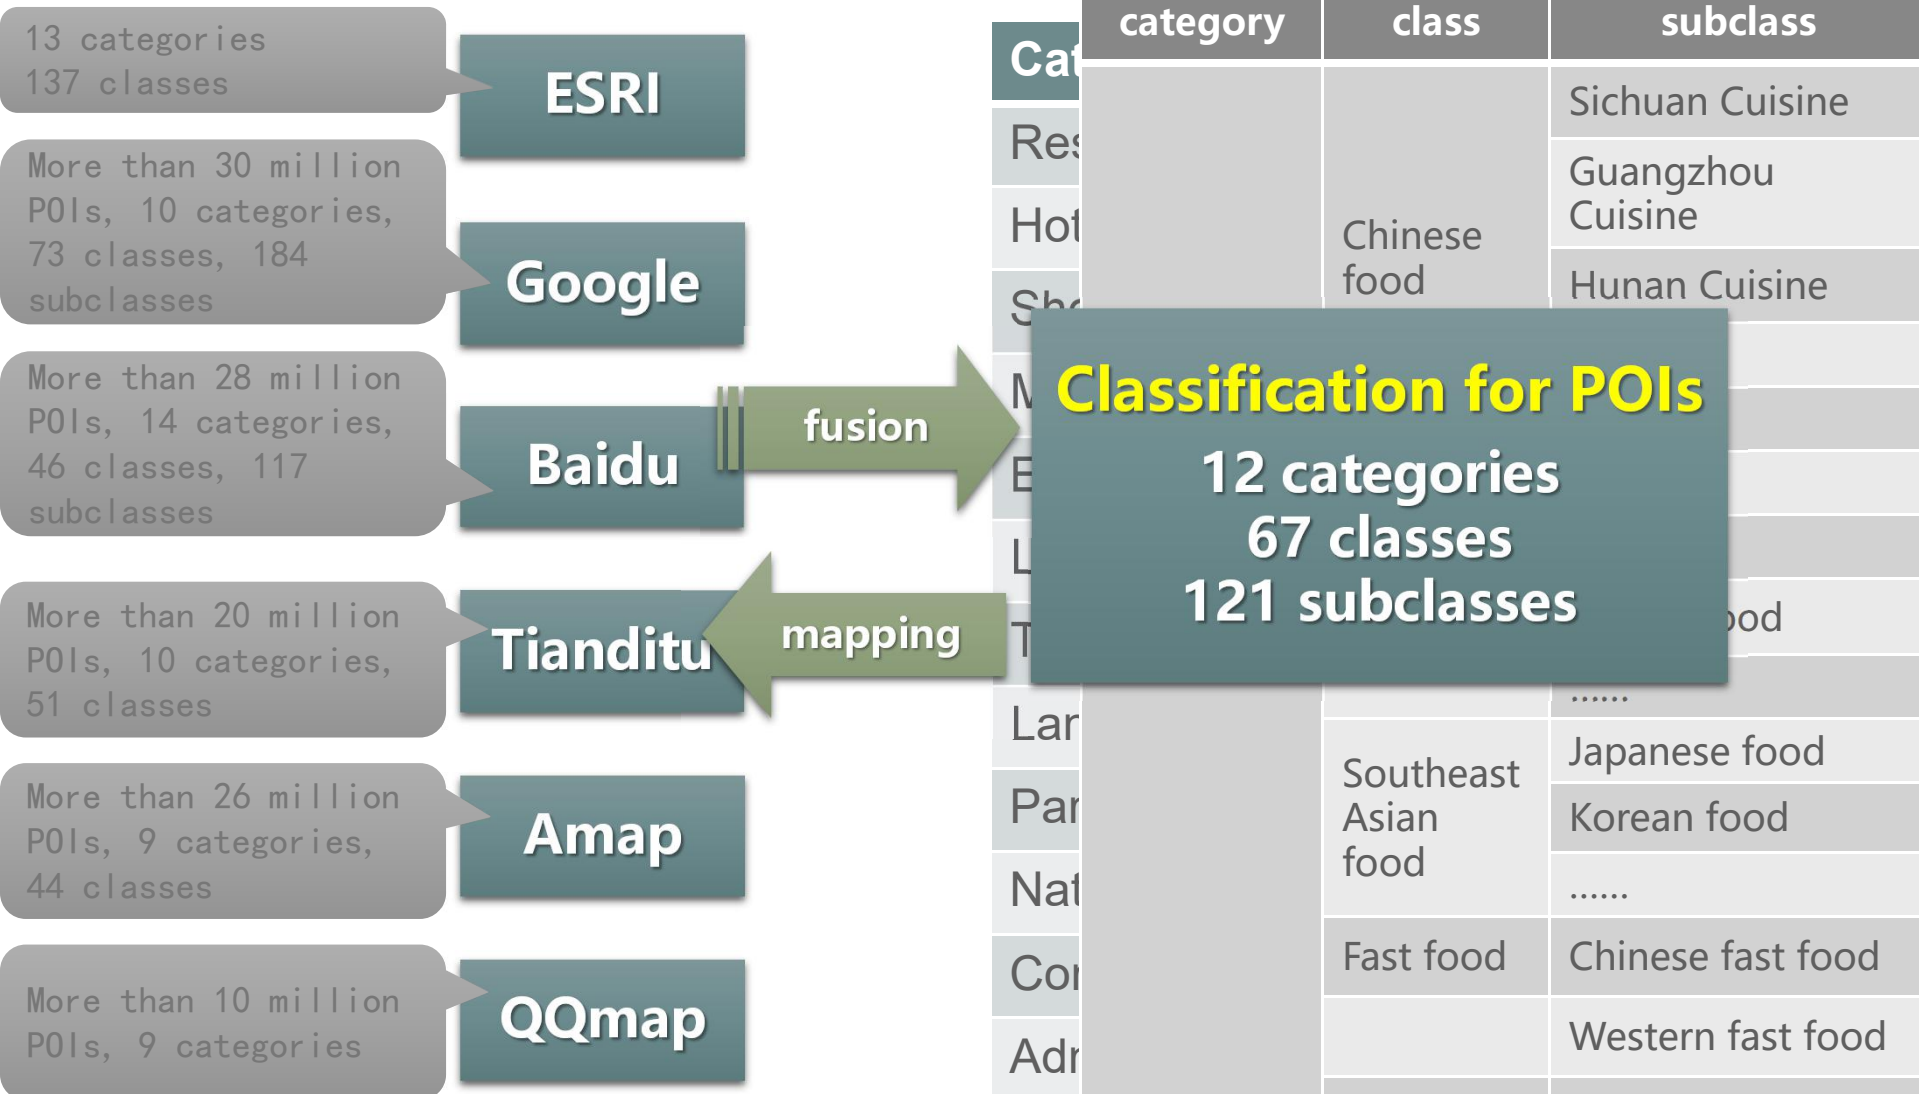 13 categories
137 classes
ESRI
More than 30 million
POIs, 10 categories,
73 classes, 184
subclasses
Google
More than 28 million
POIs, 14 categories,
46 classes, 117
subclasses
Baidu
More than 20 million
POIs, 10 categories,
51 classes
Tianditu
More than 26 million
POIs, 9 categories,
44 classes
Amap
More than 10 million
POIs, 9 categories
QQmap
fusion
mapping
Classification for POIs
12 categories
67 classes
121 subclasses
category
class
subclass
Chinese
food
Sichuan Cuisine
Guangzhou
Cuisine
Hunan Cuisine
......
Southeast
Asian
food
Japanese food
Korean food
......
Fast food
Chinese fast food
Western fast food